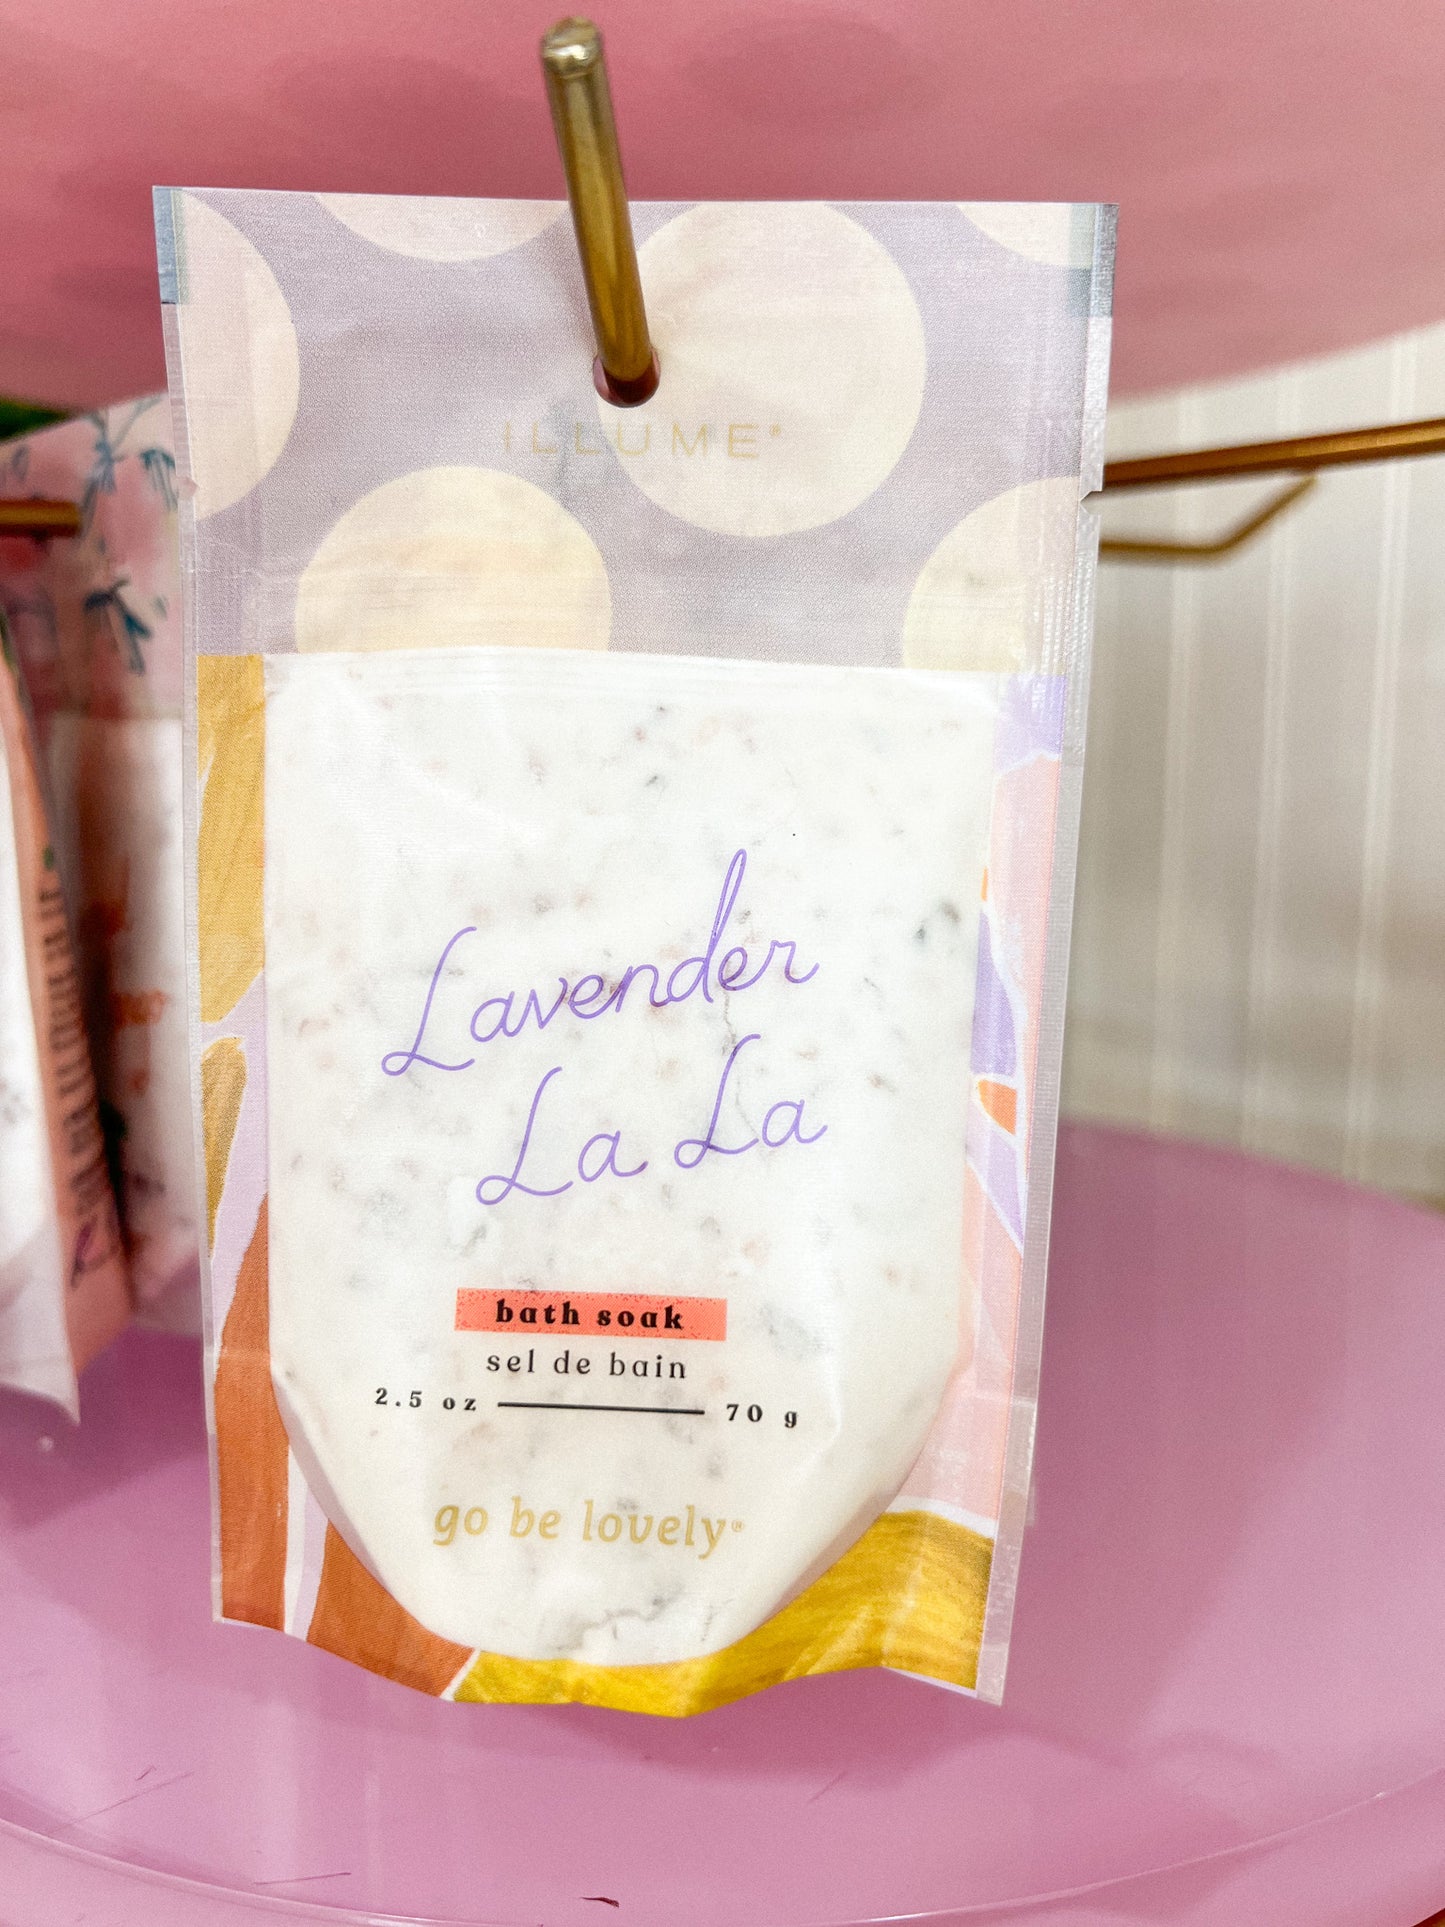 ILLUME®
Lavender
La La
bath soak
sel de bain
2.5 oz 70 g
go be lovely®